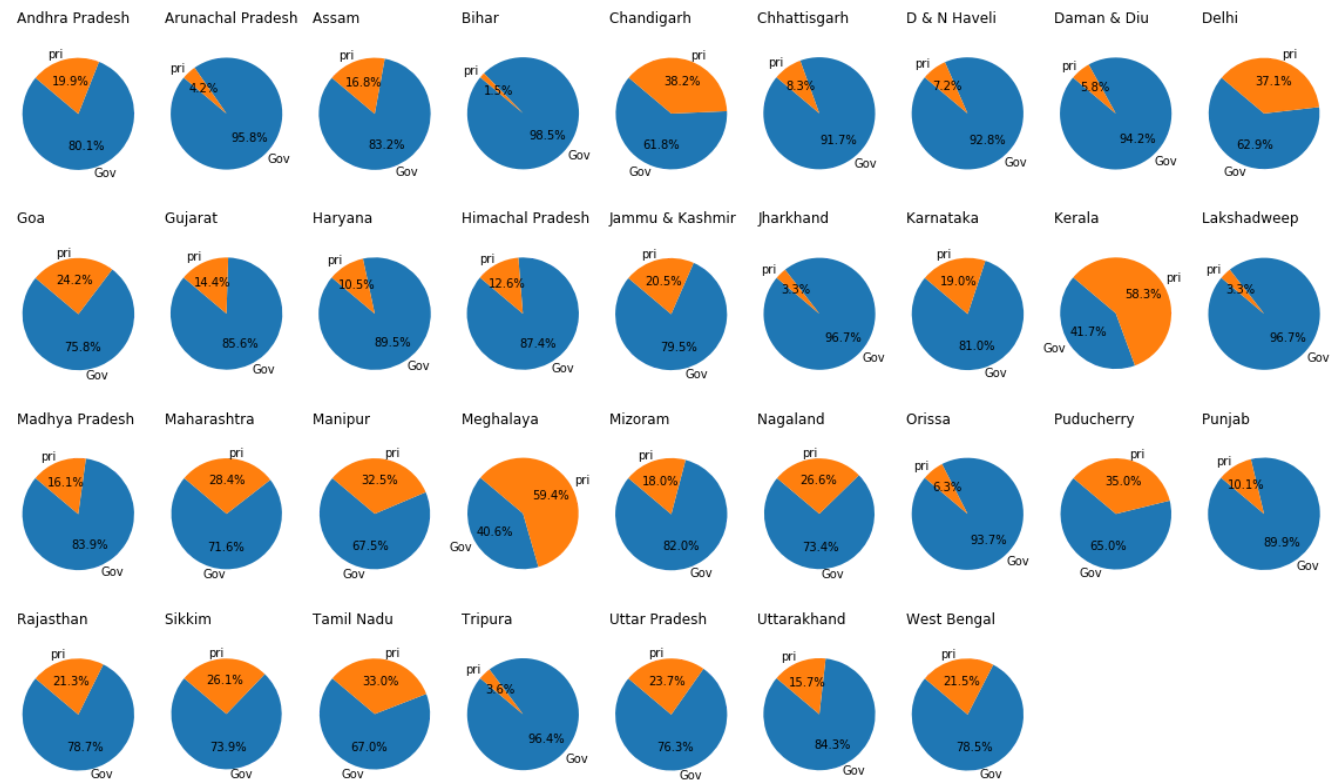 Andhra Pradesh Arunachal Pradesh Assam Bihar Chandigarh Chhattisgarh D & N Haveli Daman & Diu Delhi
pri 19.9% 80.1% Gov
pri 4.2% 95.8% Gov
pri 16.8% 83.2% Gov
pri 1.5% 98.5% Gov
pri 38.2% 61.8% Gov
pri 8.3% 91.7% Gov
pri 7.2% 92.8% Gov
pri 5.8% 94.2% Gov
pri 37.1% 62.9% Gov
Goa Gujarat Haryana Himachal Pradesh Jammu & Kashmir Jharkhand Karnataka Kerala Lakshadweep
pri 24.2% 75.8% Gov
pri 14.4% 85.6% Gov
pri 10.5% 89.5% Gov
pri 12.6% 87.4% Gov
pri 20.5% 79.5% Gov
pri 3.3% 96.7% Gov
pri 19.0% 81.0% Gov
pri 58.3% 41.7% Gov
pri 3.3% 96.7% Gov
Madhya Pradesh Maharashtra Manipur Meghalaya Mizoram Nagaland Orissa Puducherry Punjab
pri 16.1% 83.9% Gov
pri 28.4% 71.6% Gov
pri 32.5% 67.5% Gov
pri 59.4% 40.6% Gov
pri 18.0% 82.0% Gov
pri 26.6% 73.4% Gov
pri 6.3% 93.7% Gov
pri 35.0% 65.0% Gov
pri 10.1% 89.9% Gov
Rajasthan Sikkim Tamil Nadu Tripura Uttar Pradesh Uttarakhand West Bengal
pri 21.3% 78.7% Gov
pri 26.1% 73.9% Gov
pri 33.0% 67.0% Gov
pri 3.6% 96.4% Gov
pri 23.7% 76.3% Gov
pri 15.7% 84.3% Gov
pri 21.5% 78.5% Gov